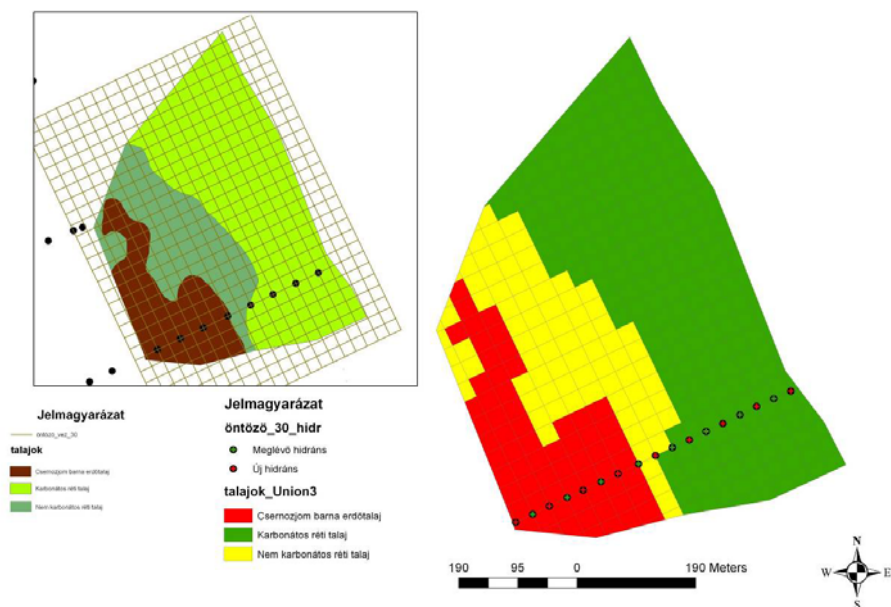 Jelmagyarázat
öntöző_vez_30
talajok
Csernozjom barna erdőtalaj
Karbonátos réti talaj
Nem karbonátos réti talaj
Jelmagyarázat
öntöző_30_hidr
Meglévő hidráns
Új hidráns
talajok_Union3
Csernozjom barna erdőtalaj
Karbonátos réti talaj
Nem karbonátos réti talaj
190 95 0 190 Meters
N
W E
S